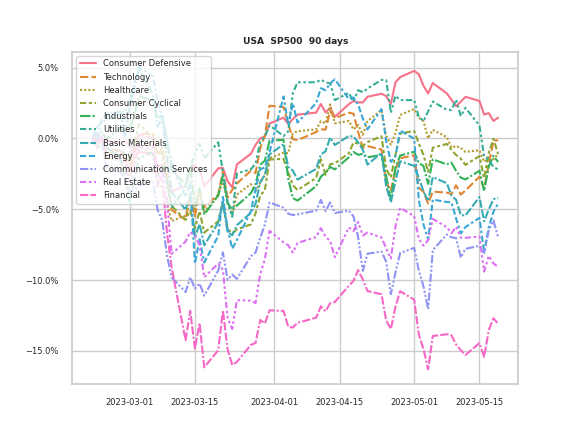 USA SP500 90 days
5.0%
0.0%
−5.0%
−10.0%
−15.0%
Consumer Defensive
Technology
Healthcare
Consumer Cyclical
Industrials
Utilities
Basic Materials
Energy
Communication Services
Real Estate
Financial
2023-03-01
2023-03-15
2023-04-01
2023-04-15
2023-05-01
2023-05-15